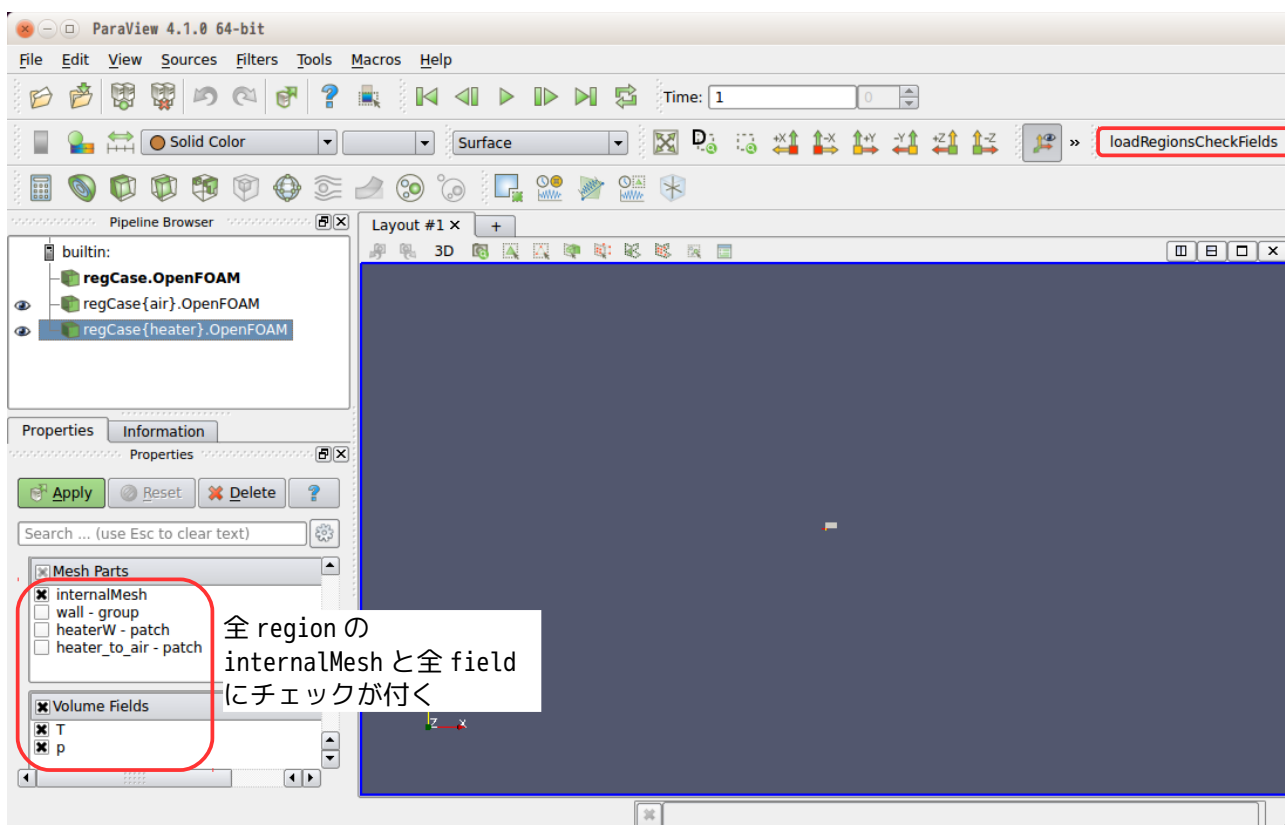 ParaView 4.1.0 64-bit
File Edit View Sources Filters Tools Macros Help
Time: 1 0
Solid Color Surface +X -X +Y -Y +Z -Z » loadRegionsCheckFields
Pipeline Browser
builtin:
regCase.OpenFOAM
regCase{air}.OpenFOAM
regCase{heater}.OpenFOAM
Layout #1 +
3D
Properties Information
Properties
Apply Reset Delete ?
Search ... (use Esc to clear text)
Mesh Parts
internalMesh
wall - group
heaterW - patch
heater_to_air - patch
Volume Fields
T
p
全 region の
internalMesh と全 field
にチェックが付く
Z X